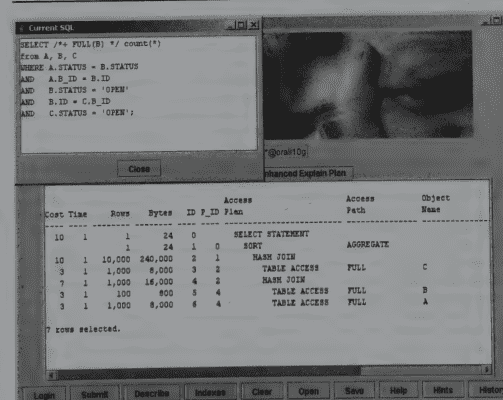 Current SQL
SELECT /*+ FULL(B) */ count(*)
from A, B, C
WHERE A.STATUS = B.STATUS
AND A.B_ID = B.ID
AND B.STATUS = 'OPEN'
AND B.ID = C.B_ID
AND C.STATUS = 'OPEN';
Close
Enhanced Explain Plan
Access Access Object
Cost Time Rows Bytes ID P_ID Plan Path Name
10 1 1 24 0 SELECT STATEMENT
1 24 1 0 SORT AGGREGATE
10 1 10,000 240,000 2 1 HASH JOIN
3 1 1,000 8,000 3 2 TABLE ACCESS FULL C
7 1 1,000 16,000 4 2 HASH JOIN
3 1 100 800 5 4 TABLE ACCESS FULL B
3 1 1,000 8,000 6 4 TABLE ACCESS FULL A
7 rows selected.
Login Submit Describe Indexes Clear Open Save Help Hints Histor